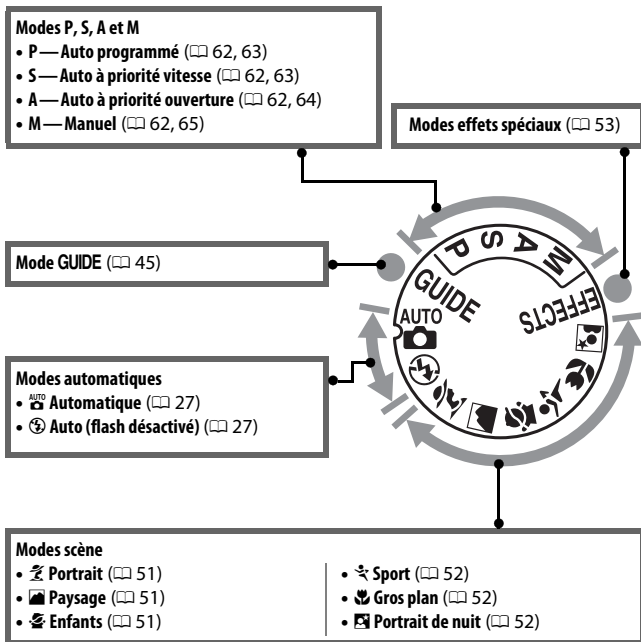 Modes P, S, A et M
• P—Auto programmé (📖 62, 63)
• S—Auto à priorité vitesse (📖 62, 63)
• A—Auto à priorité ouverture (📖 62, 64)
• M—Manuel (📖 62, 65)
Modes effets spéciaux (📖 53)
Mode GUIDE (📖 45)
P S A M
GUIDE
EFFECTS
AUTO
Modes automatiques
• AUTO Automatique (📖 27)
• Auto (flash désactivé) (📖 27)
Modes scène
• Portrait (📖 51)
• Paysage (📖 51)
• Enfants (📖 51)
• Sport (📖 52)
• Gros plan (📖 52)
• Portrait de nuit (📖 52)